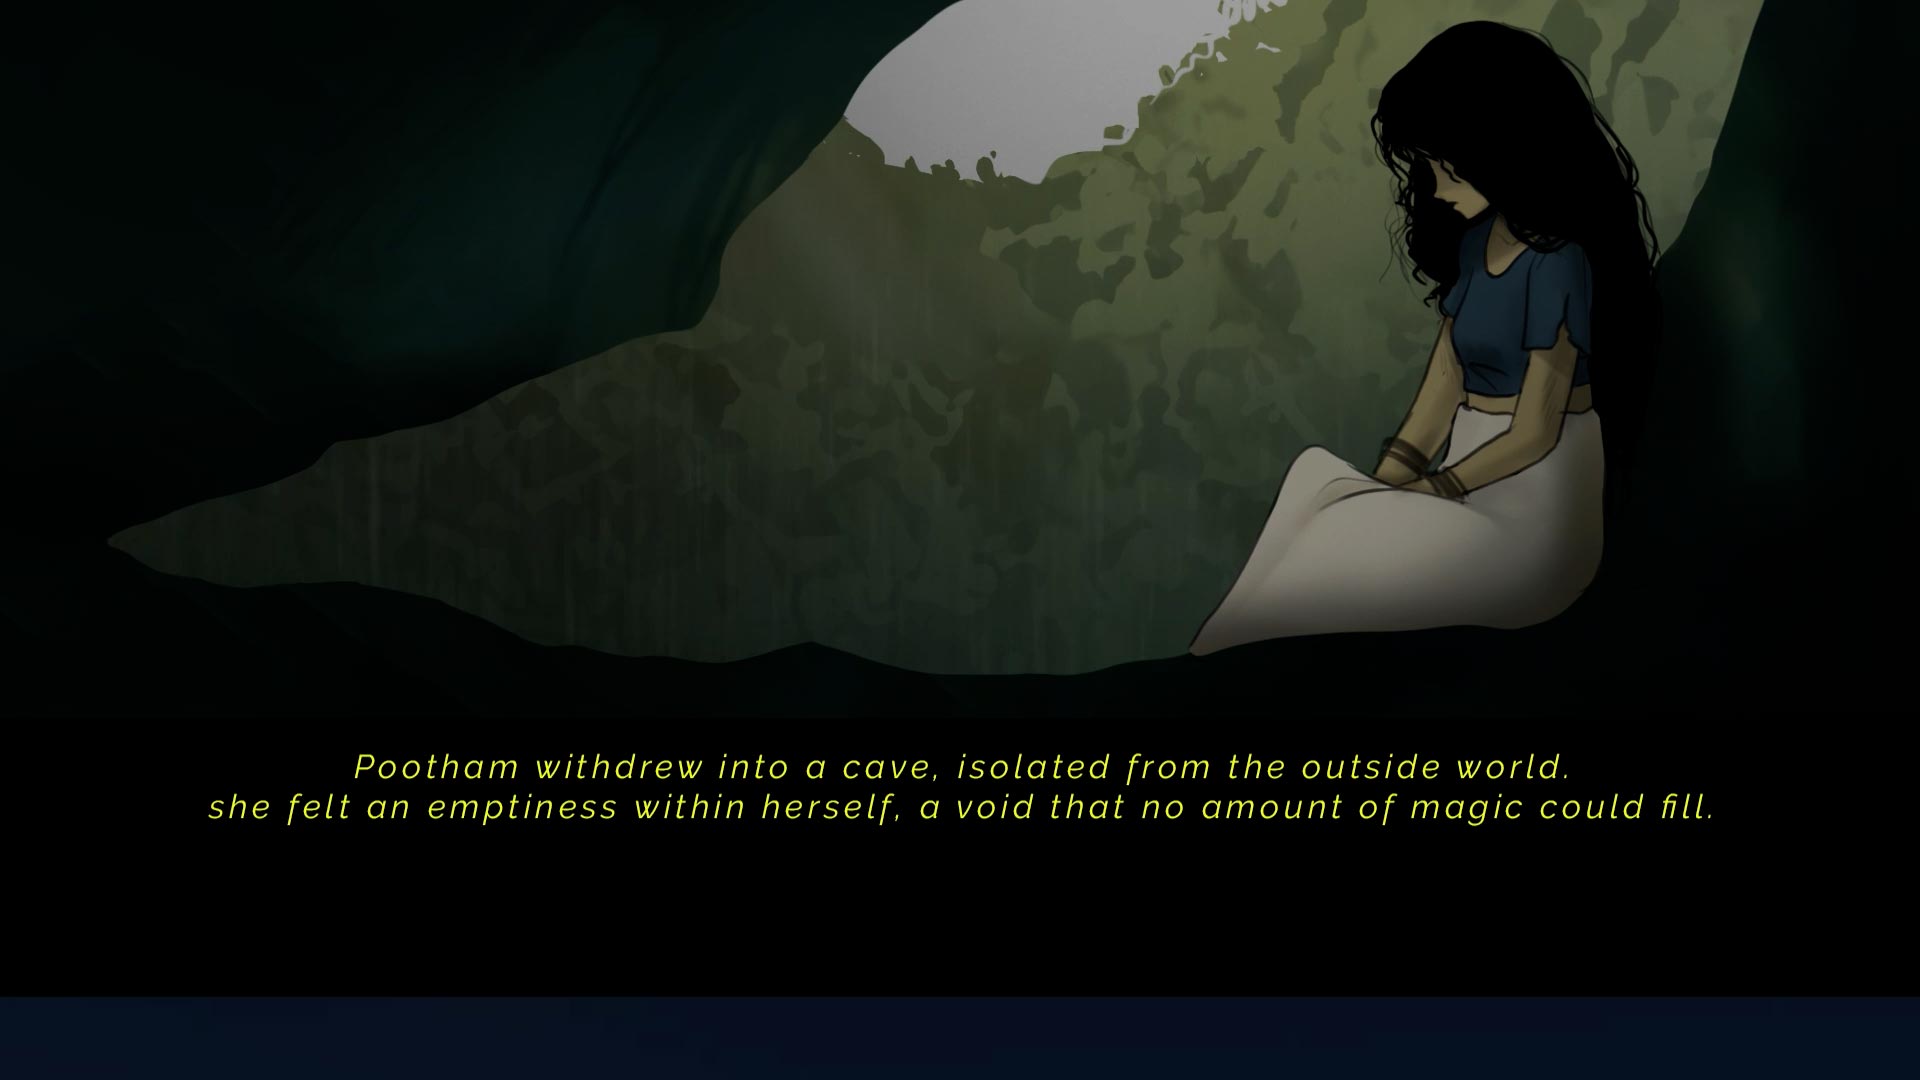 Pootham withdrew into a cave, isolated from the outside world.
she felt an emptiness within herself, a void that no amount of magic could fill.